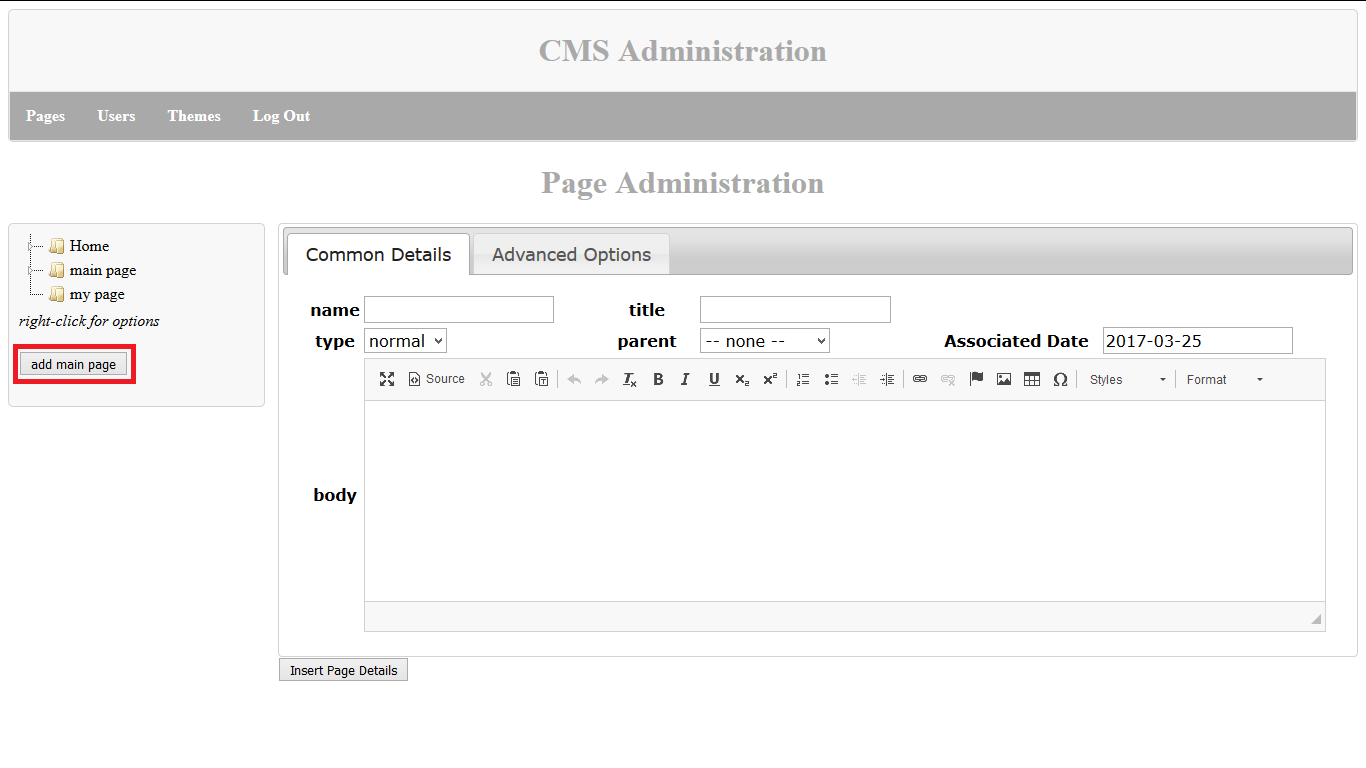 CMS Administration
Pages Users Themes Log Out
Page Administration
Home
main page
my page
right-click for options
add main page
Common Details Advanced Options
name title
type normal parent -- none -- Associated Date 2017-03-25
Source Styles Format
body
Insert Page Details